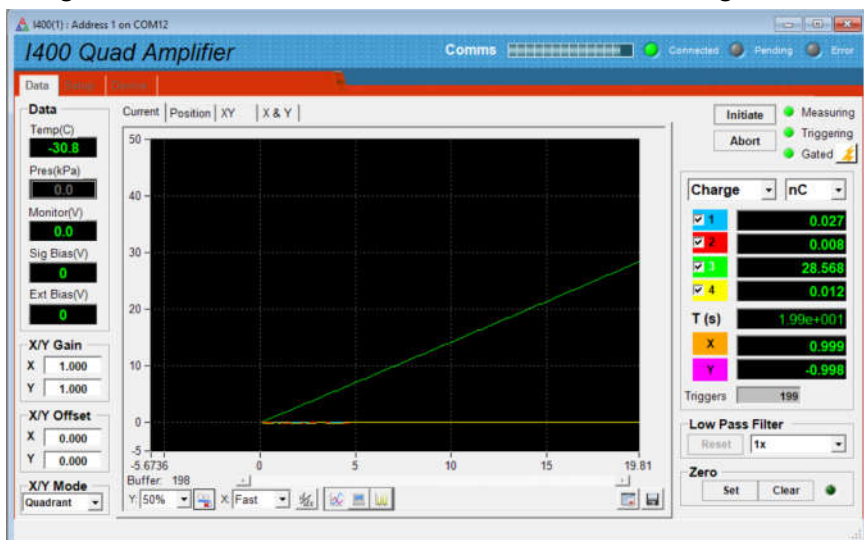 I400(1) : Address 1 on COM12
I400 Quad Amplifier
Comms
Connected
Pending
Error
Data
Device
Data
Temp(C)
-30.8
Pres(kPa)
0.0
Monitor(V)
0.0
Sig Bias(V)
0
Ext Bias(V)
0
X/Y Gain
X 1.000
Y 1.000
X/Y Offset
X 0.000
Y 0.000
X/Y Mode
Quadrant
Current Position XY X & Y
50
40
30
20
10
0
-5
-5.6736 0 5 10 15 19.81
Buffer: 198
Y: 50% X: Fast
Initiate
Abort
Measuring
Triggering
Gated
Charge nC
1 0.027
2 0.008
3 28.568
4 0.012
T (s) 1.99e+001
X 0.999
Y -0.998
Triggers 199
Low Pass Filter
Reset 1x
Zero
Set Clear